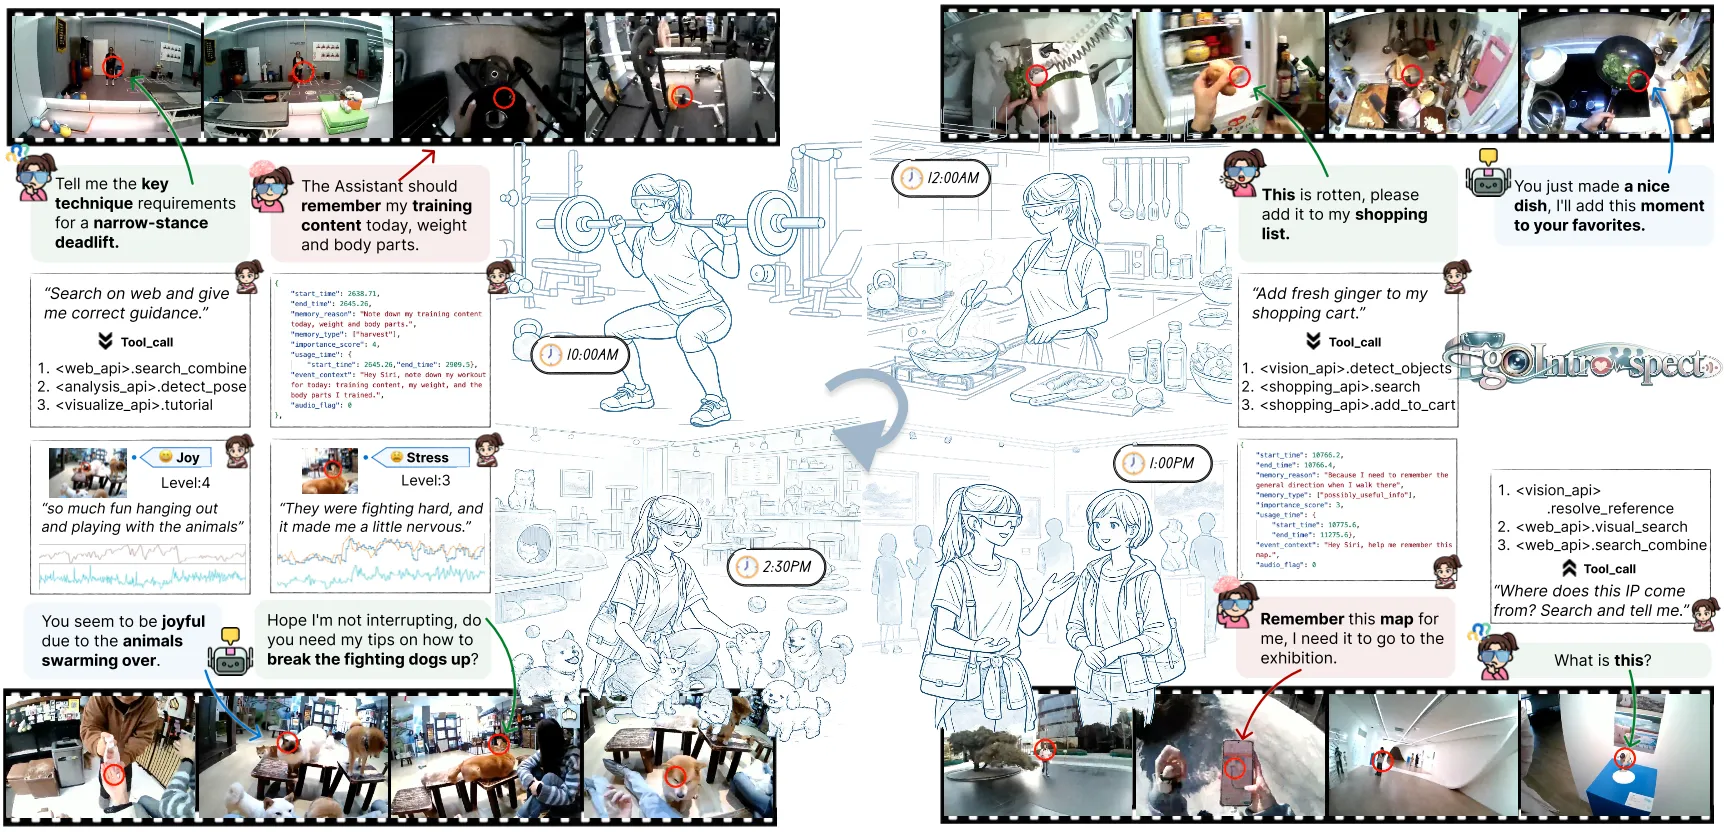 Tell me the key
technique requirements
for a narrow-stance
deadlift.
The Assistant should
remember my training
content today, weight
and body parts.
"Search on web and give
me correct guidance."
Tool_call
1. <web_api>.search_combine
2. <analysis_api>.detect_pose
3. <visualize_api>.tutorial
{
"start_time": 2638.71,
"end_time": 2645.26,
"memory_reason": "Note down my training content
today, weight and body parts.",
"memory_type": ["harvest"],
"importance_score": 4,
"usage_time": {
"start_time": 2645.26,"end_time": 2909.5},
"event_context": "Hey Siri, note down my workout
for today: training content, my weight, and the
body parts I trained.",
"audio_flag": 0
},
10:00AM
12:00AM
This is rotten, please
add it to my shopping
list.
You just made a nice
dish, I'll add this moment
to your favorites.
"Add fresh ginger to my
shopping cart."
Tool_call
1. <vision_api>.detect_objects
2. <shopping_api>.search
3. <shopping_api>.add_to_cart
EgoIntrospect
Joy
Level:4
"so much fun hanging out
and playing with the animals"
Stress
Level:3
"They were fighting hard, and
it made me a little nervous."
You seem to be joyful
due to the animals
swarming over.
Hope I'm not interrupting, do
you need my tips on how to
break the fighting dogs up?
2:30PM
1:00PM
{
"start_time": 10766.2,
"end_time": 10766.4,
"memory_reason": "Because I need to remember the
general direction when I walk there",
"memory_type": ["possibly_useful_info"],
"importance_score": 3,
"usage_time": {
"start_time": 10775.6,
"end_time": 11275.6},
"event_context": "Hey Siri, help me remember this
map.",
"audio_flag": 0
Remember this map for
me, I need it to go to the
exhibition.
1. <vision_api>
.resolve_reference
2. <web_api>.visual_search
3. <web_api>.search_combine
Tool_call
"Where does this IP come
from? Search and tell me."
What is this?